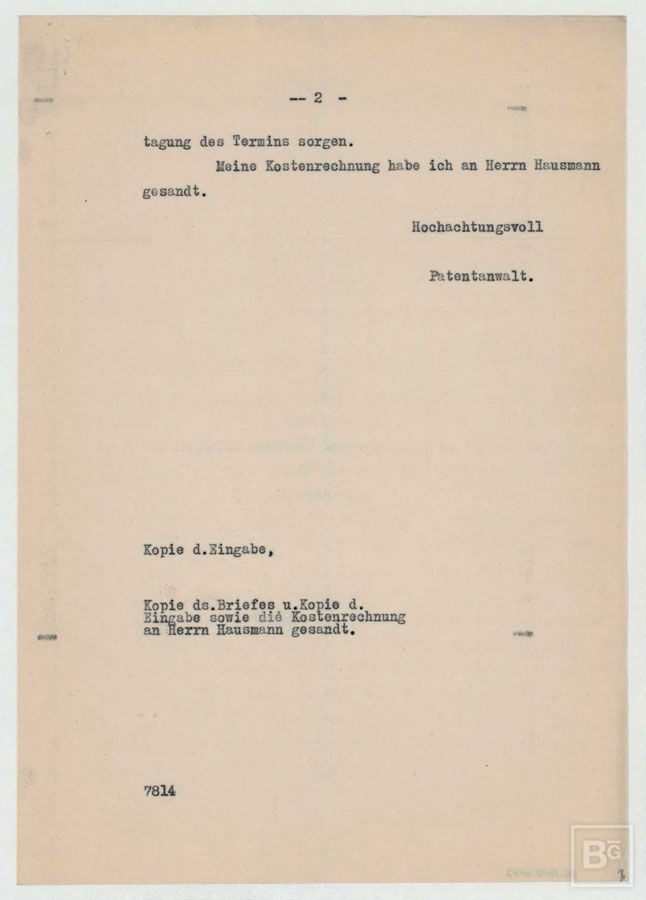 -- 2 -
tagung des Termins sorgen.
Meine Kostenrechnung habe ich an Herrn Hausmann
gesandt.
Hochachtungsvoll
Patentanwalt.
Kopie d.Eingabe,
Kopie ds.Briefes u.Kopie d.
Eingabe sowie die Kostenrechnung
an Herrn Hausmann gesandt.
7814
BG